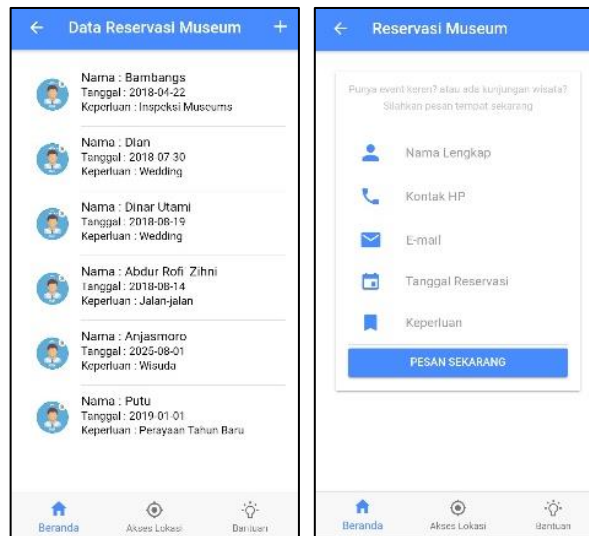 Data Reservasi Museum
Nama : Bambangs
Tanggal : 2018-04-22
Keperluan : Inspeksi Museums
Nama : Dian
Tanggal : 2018-07-30
Keperluan : Wedding
Nama : Dinar Utami
Tanggal : 2018-08-19
Keperluan : Wedding
Nama : Abdur Rofi Zihni
Tanggal : 2018-08-14
Keperluan : Jalan-jalan
Nama : Anjasmoro
Tanggal : 2025-08-01
Keperluan : Wisuda
Nama : Putu
Tanggal : 2019-01-01
Keperluan : Perayaan Tahun Baru
Beranda
Akses Lokasi
Bantuan
Reservasi Museum
Punya event keren? atau ada kunjungan wisata?
Silahkan pesan tempat sekarang
Nama Lengkap
Kontak HP
E-mail
Tanggal Reservasi
Keperluan
PESAN SEKARANG
Beranda
Akses Lokasi
Bantuan